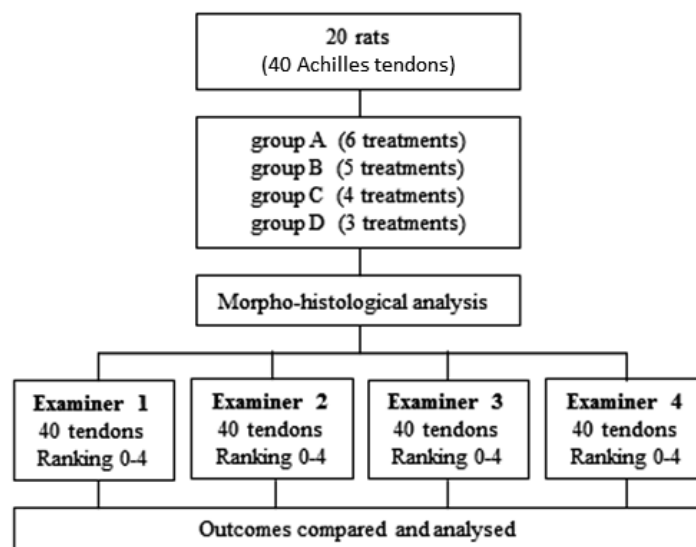 20 rats
(40 Achilles tendons)
group A (6 treatments)
group B (5 treatments)
group C (4 treatments)
group D (3 treatments)
Morpho-histological analysis
Examiner 1
40 tendons
Ranking 0-4
Examiner 2
40 tendons
Ranking 0-4
Examiner 3
40 tendons
Ranking 0-4
Examiner 4
40 tendons
Ranking 0-4
Outcomes compared and analysed